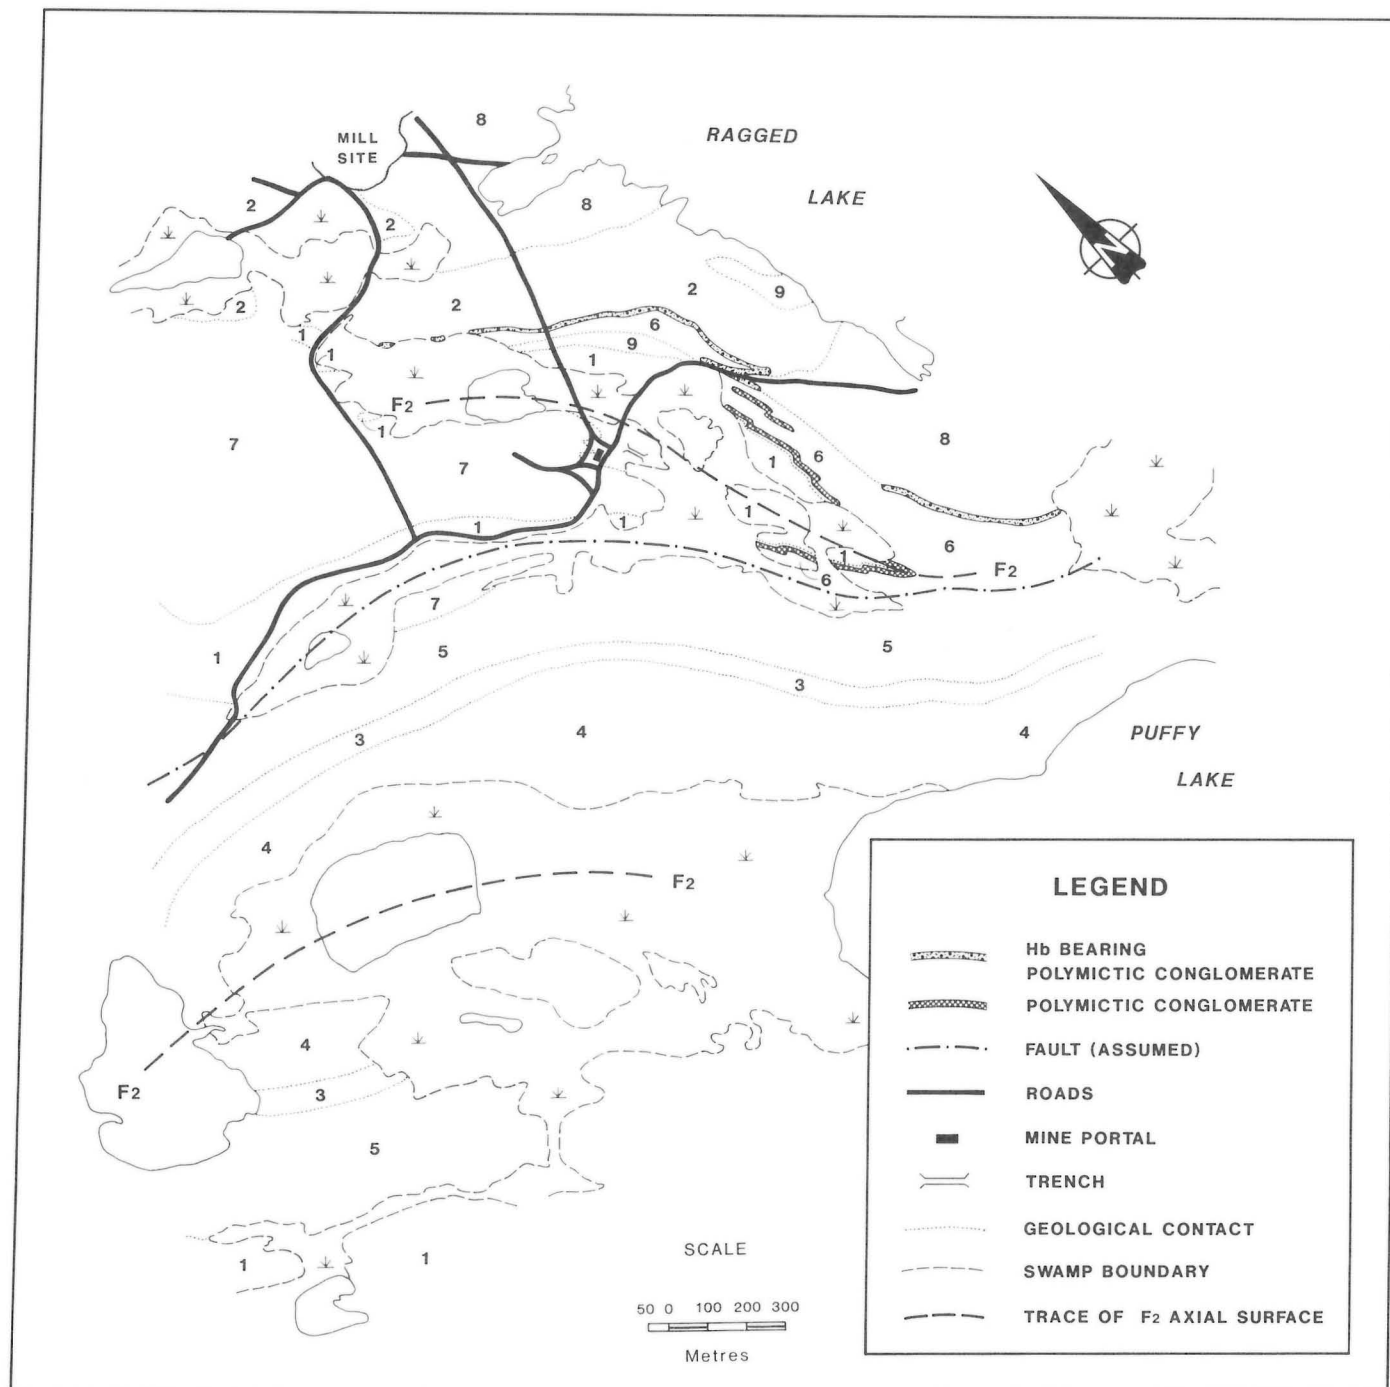 8
RAGGED
MILL
SITE
LAKE
2
8
2
N
2
9
2
2
6
1
9
1
1
F2
1
7
8
7
6
1
1
1
1
1
6
F2
6
7
1
5
5
3
3
4
4
PUFFY
LAKE
4
F2
4
F2
3
5
1
1
SCALE
50 0 100 200 300
Metres
LEGEND
Hb BEARING
POLYMICTIC CONGLOMERATE
POLYMICTIC CONGLOMERATE
FAULT (ASSUMED)
ROADS
MINE PORTAL
TRENCH
GEOLOGICAL CONTACT
SWAMP BOUNDARY
TRACE OF F2 AXIAL SURFACE